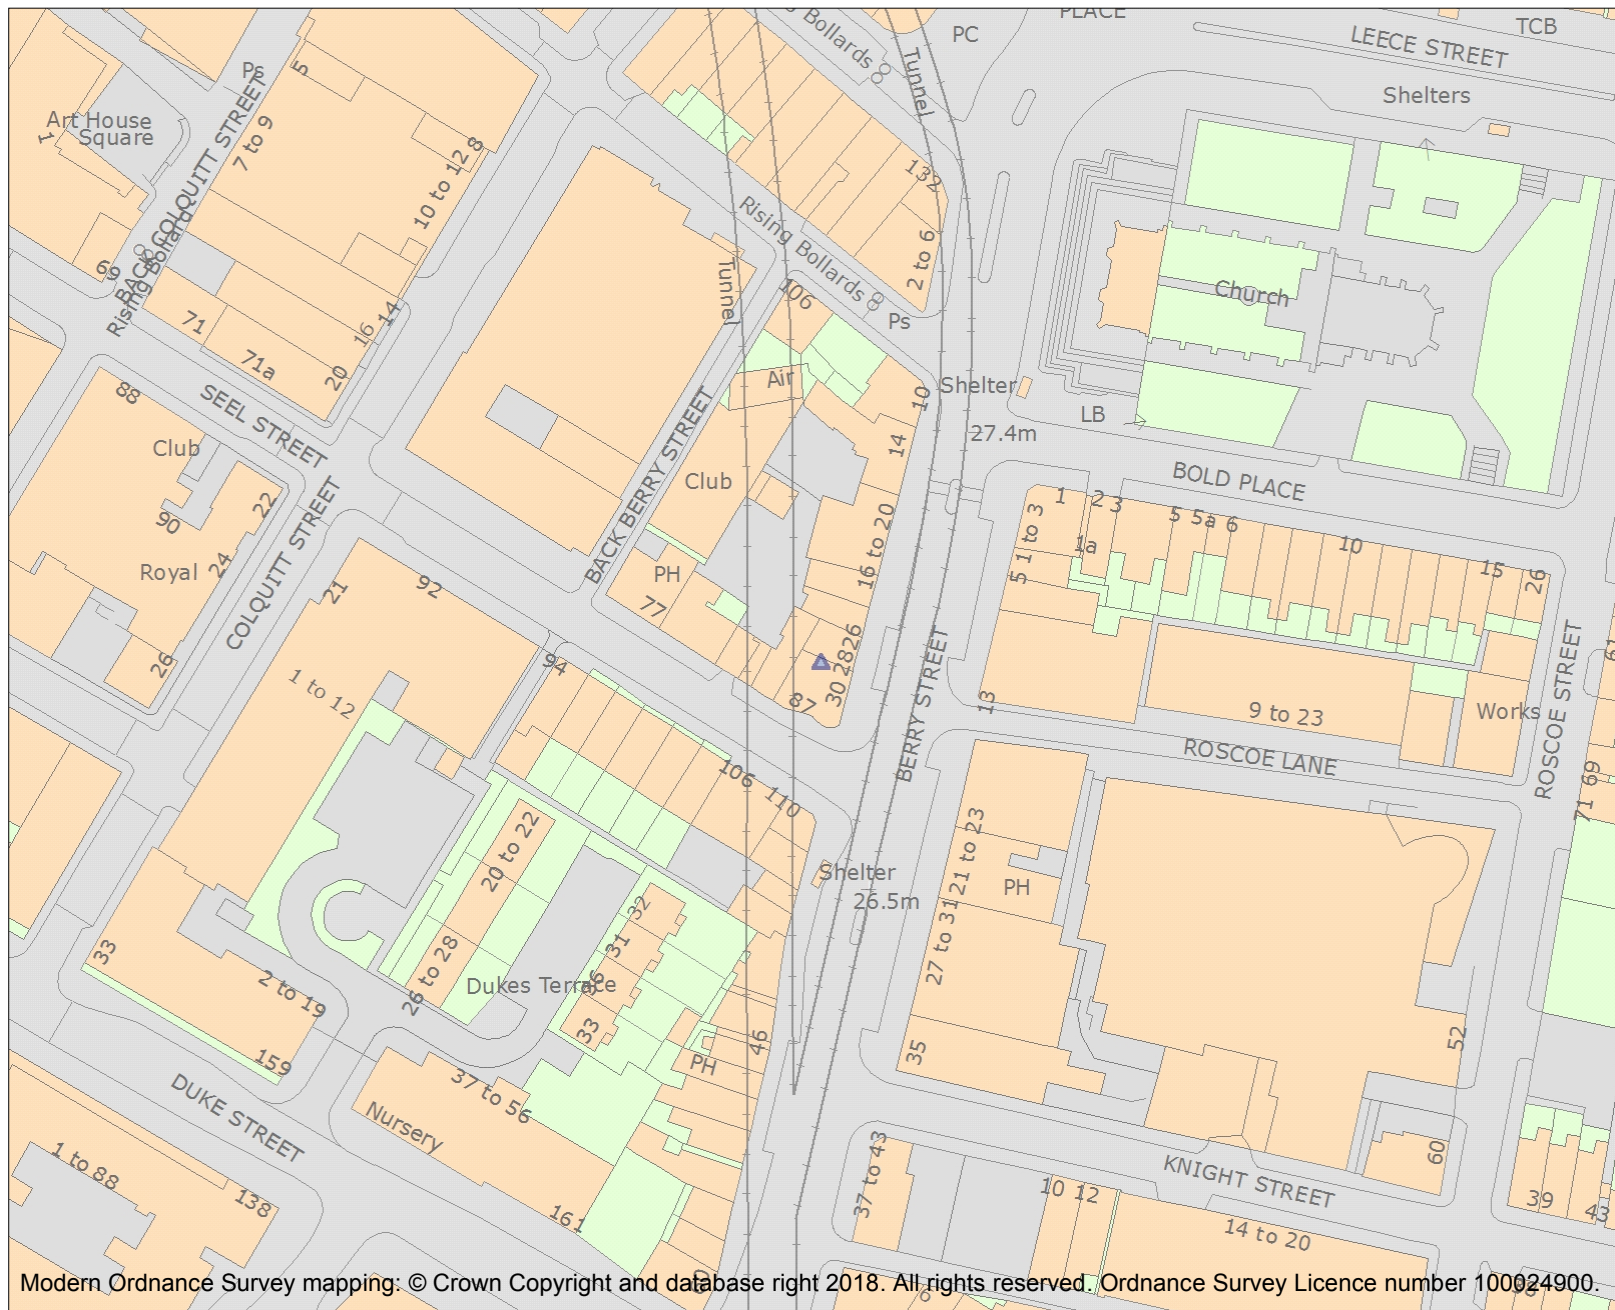 Bollards
PC
PLACE
TCB
LEECE STREET
Shelters
Tunnel
Ps
5
Art House
Square
1
7 to 9
8
10 to 12
132
BACK COLQUITT STREET
Rising Bollard
69
71
71a
14
16
20
Rising Bollards
2 to 6
Tunnel
106
Ps
Church
88
SEEL STREET
Club
22
90
24
Royal
COLQUITT STREET
26
Air
10
Shelter
LB
27.4m
14
BOLD PLACE
Club
BACK BERRY STREET
16 to 20
PH
77
1
2
3
5
5a
6
1 to 3
1a
5
10
15
26
21
92
94
1 to 12
26
28
30
87
BERRY STREET
13
9 to 23
Works
ROSCOE STREET
61
ROSCOE LANE
69
71
106
110
Shelter
26.5m
20 to 22
21 to 23
PH
27 to 31
32
31
36
33
33
26 to 28
Dukes Terrace
2 to 19
159
46
PH
35
52
DUKE STREET
37 to 56
Nursery
1 to 88
138
161
37 to 43
KNIGHT STREET
60
10
12
14 to 20
39
43
60
6
38
Modern Ordnance Survey mapping: © Crown Copyright and database right 2018. All rights reserved. Ordnance Survey Licence number 100024900.